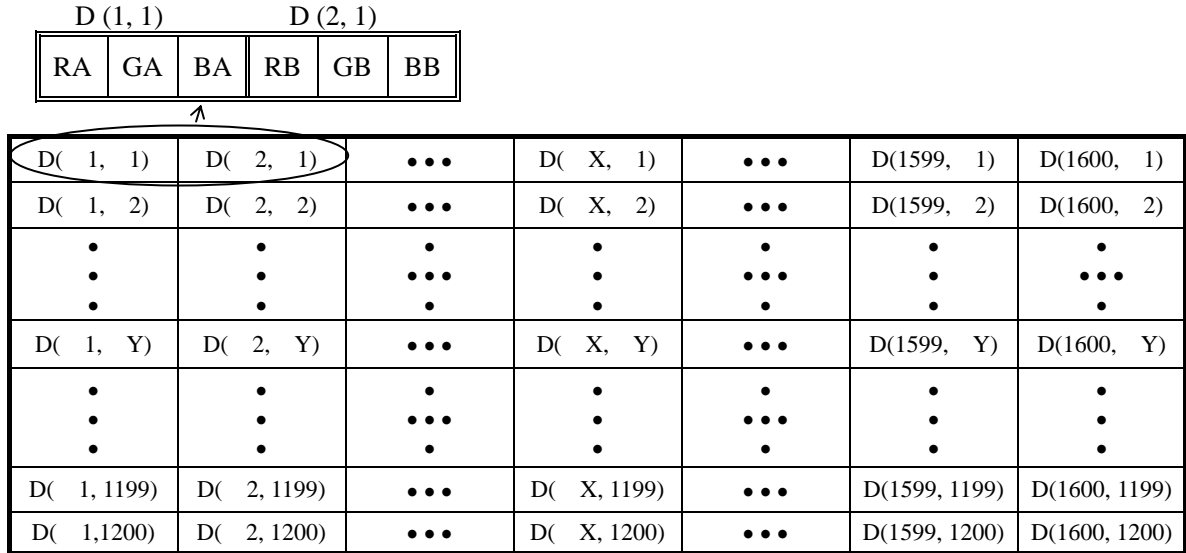 D (1, 1) D (2, 1)
RA GA BA RB GB BB
D( 1, 1) D( 2, 1) ••• D( X, 1) ••• D(1599, 1) D(1600, 1)
D( 1, 2) D( 2, 2) ••• D( X, 2) ••• D(1599, 2) D(1600, 2)
• • • • • • •
• • ••• • ••• • •••
• • • • • • •
D( 1, Y) D( 2, Y) ••• D( X, Y) ••• D(1599, Y) D(1600, Y)
• • • • • • •
• • ••• • ••• • •
• • • • • • •
D( 1, 1199) D( 2, 1199) ••• D( X, 1199) ••• D(1599, 1199) D(1600, 1199)
D( 1,1200) D( 2, 1200) ••• D( X, 1200) ••• D(1599, 1200) D(1600, 1200)